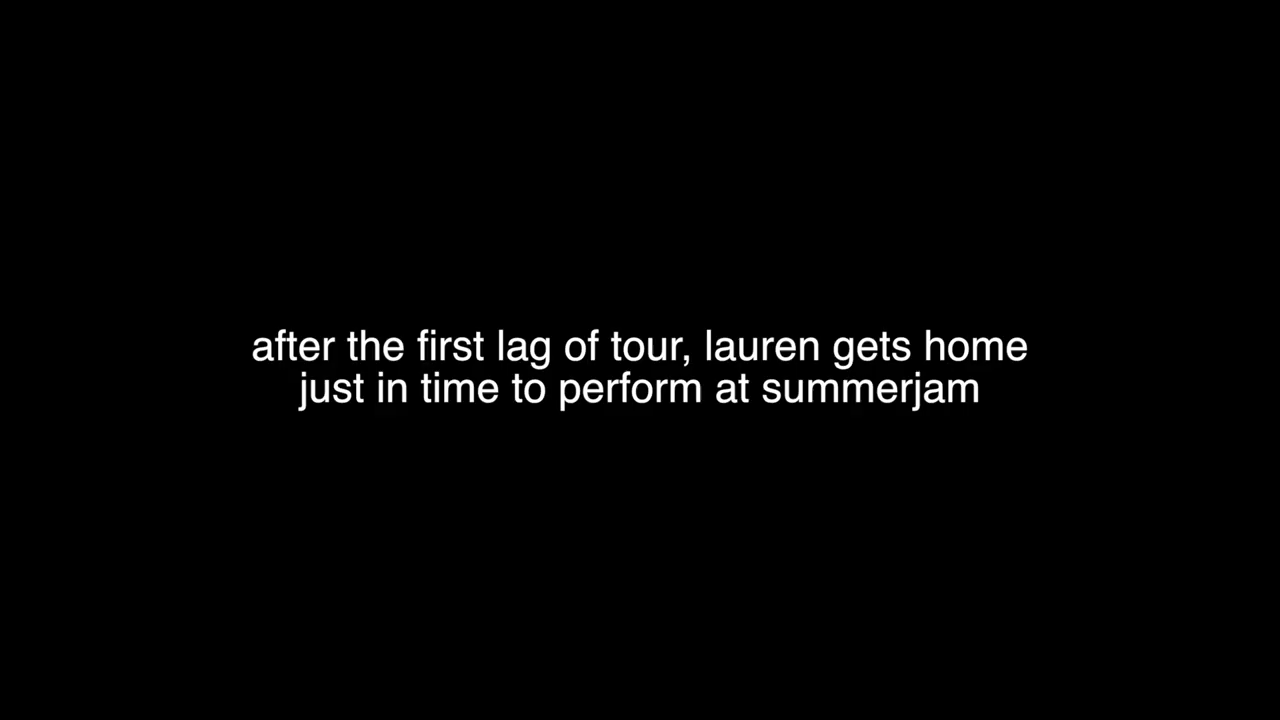 after the first lag of tour, lauren gets home
just in time to perform at summerjam